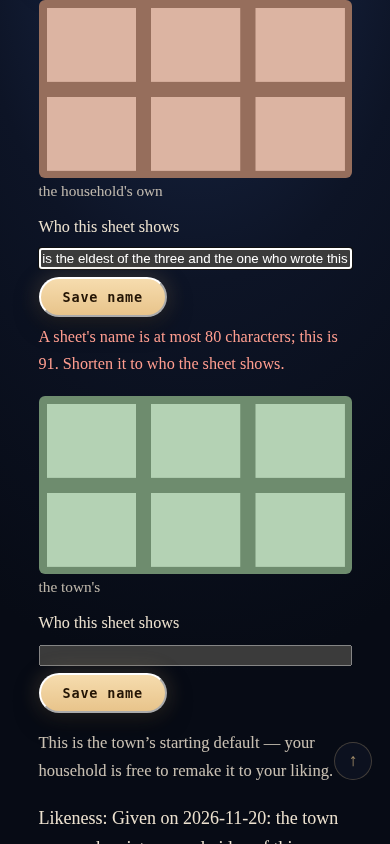 the household's own
Who this sheet shows
is the eldest of the three and the one who wrote this
Save name
A sheet's name is at most 80 characters; this is
91. Shorten it to who the sheet shows.
the town's
Who this sheet shows
Save name
This is the town’s starting default — your
household is free to remake it to your liking.
↑
Likeness: Given on 2026-11-20: the town